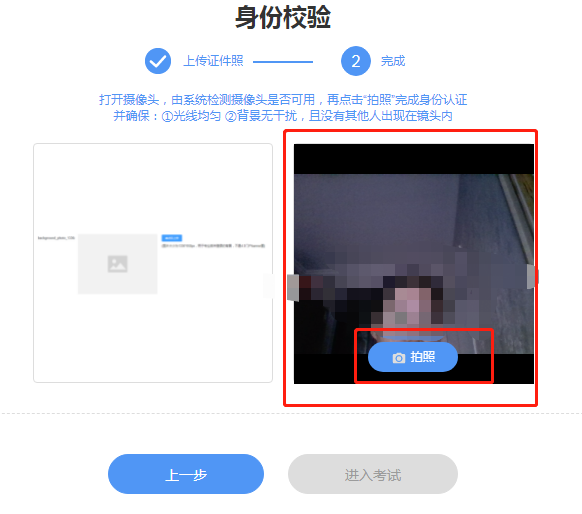 身份校验
上传证件照
2 完成
打开摄像头，由系统检测摄像头是否可用，再点击“拍照”完成身份认证
并确保：①光线均匀 ②背景无干扰，且没有其他人出现在镜头内
拍照
上一步
进入考试